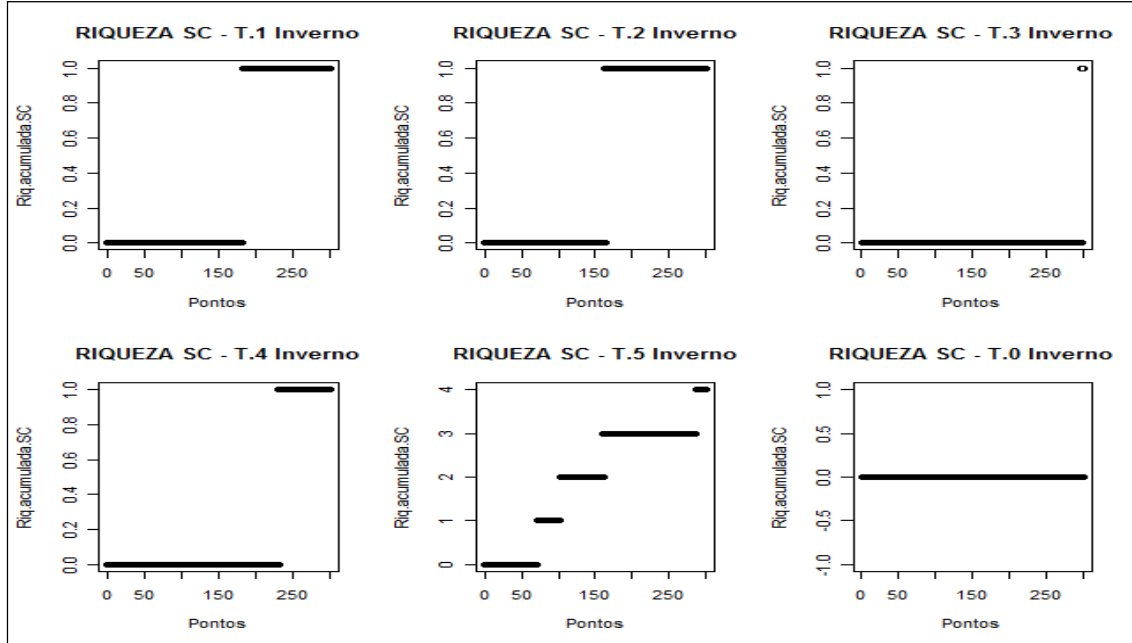 RIQUEZA SC - T.1 Inverno
Riq.acumulada.SC
1.0
0.8
0.6
0.4
0.2
0.0
0 50 150 250
Pontos
RIQUEZA SC - T.2 Inverno
Riq.acumulada.SC
1.0
0.8
0.6
0.4
0.2
0.0
0 50 150 250
Pontos
RIQUEZA SC - T.3 Inverno
Riq.acumulada.SC
1.0
0.8
0.6
0.4
0.2
0.0
0 50 150 250
Pontos
RIQUEZA SC - T.4 Inverno
Riq.acumulada.SC
1.0
0.8
0.6
0.4
0.2
0.0
0 50 150 250
Pontos
RIQUEZA SC - T.5 Inverno
Riq.acumulada.SC
4
3
2
1
0
0 50 150 250
Pontos
RIQUEZA SC - T.0 Inverno
Riq.acumulada.SC
1.0
0.5
0.0
-0.5
-1.0
0 50 150 250
Pontos